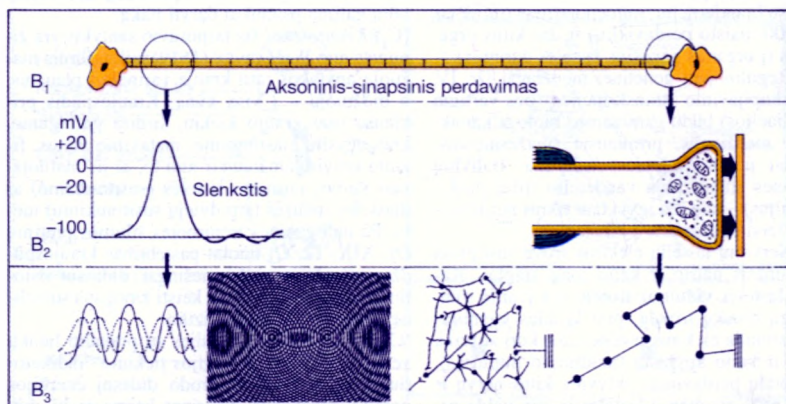 B1
Aksoninis-sinapsinis perdavimas
mV
+20
0
−20
Slenkstis
−100
B2
B3